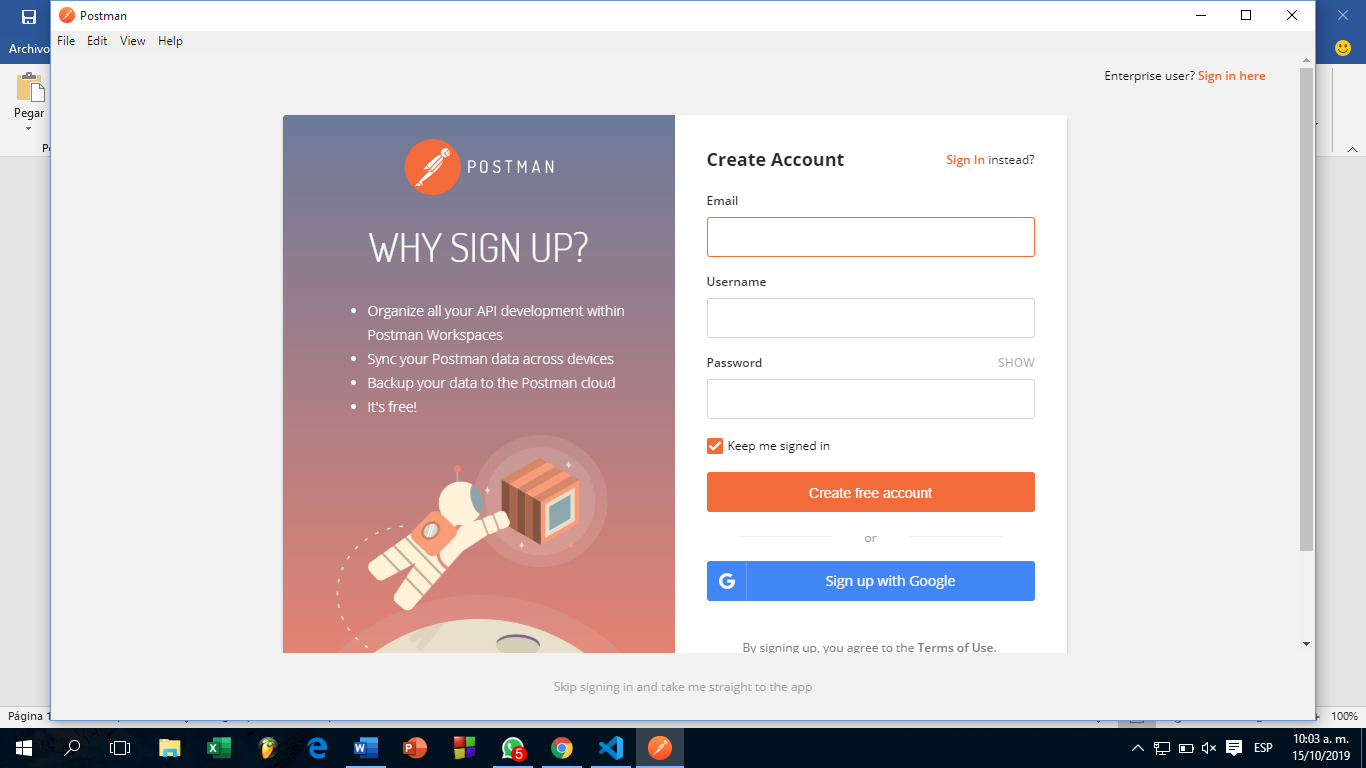 Postman
File Edit View Help
Archivo
Pegar
Enterprise user? Sign in here
POSTMAN
WHY SIGN UP?
• Organize all your API development within
Postman Workspaces
• Sync your Postman data across devices
• Backup your data to the Postman cloud
• It's free!
Create Account
Sign In instead?
Email
Username
Password
SHOW
Keep me signed in
Create free account
or
G Sign up with Google
By signing up, you agree to the Terms of Use.
Skip signing in and take me straight to the app
Página 1
100%
5
ESP
10:03 a. m.
15/10/2019